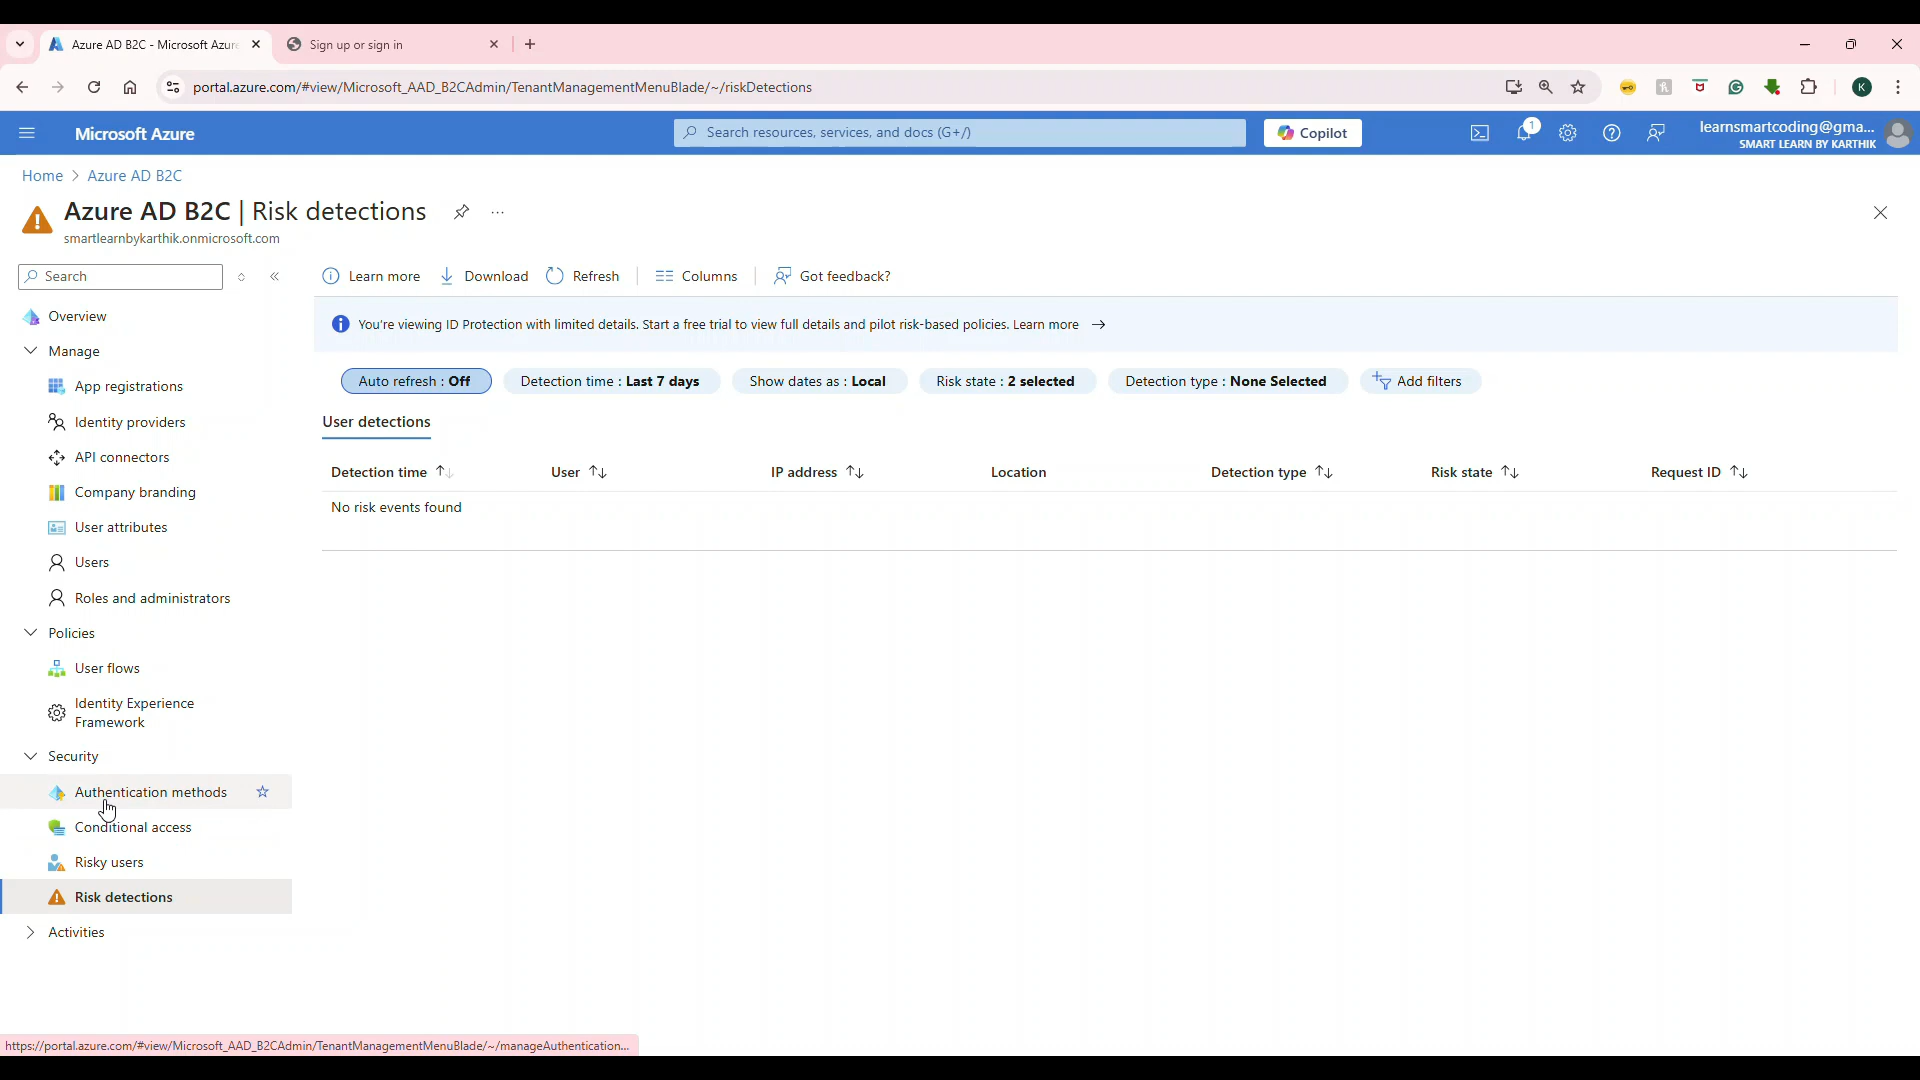 Azure AD B2C - Microsoft Azure
Sign up or sign in
portal.azure.com/#view/Microsoft_AAD_B2CAdmin/TenantManagementMenuBlade/~/riskDetections
K
Microsoft Azure
Search resources, services, and docs (G+/)
Copilot
1
learnsmartcoding@gma...
SMART LEARN BY KARTHIK
Home > Azure AD B2C
Azure AD B2C | Risk detections
smartlearnbykarthik.onmicrosoft.com
Search
Learn more
Download
Refresh
Columns
Got feedback?
You're viewing ID Protection with limited details. Start a free trial to view full details and pilot risk-based policies. Learn more
Auto refresh : Off
Detection time : Last 7 days
Show dates as : Local
Risk state : 2 selected
Detection type : None Selected
Add filters
User detections
Detection time
User
IP address
Location
Detection type
Risk state
Request ID
No risk events found
Overview
Manage
App registrations
Identity providers
API connectors
Company branding
User attributes
Users
Roles and administrators
Policies
User flows
Identity Experience
Framework
Security
Authentication methods
Conditional access
Risky users
Risk detections
Activities
https://portal.azure.com/#view/Microsoft_AAD_B2CAdmin/TenantManagementMenuBlade/~/manageAuthentication...